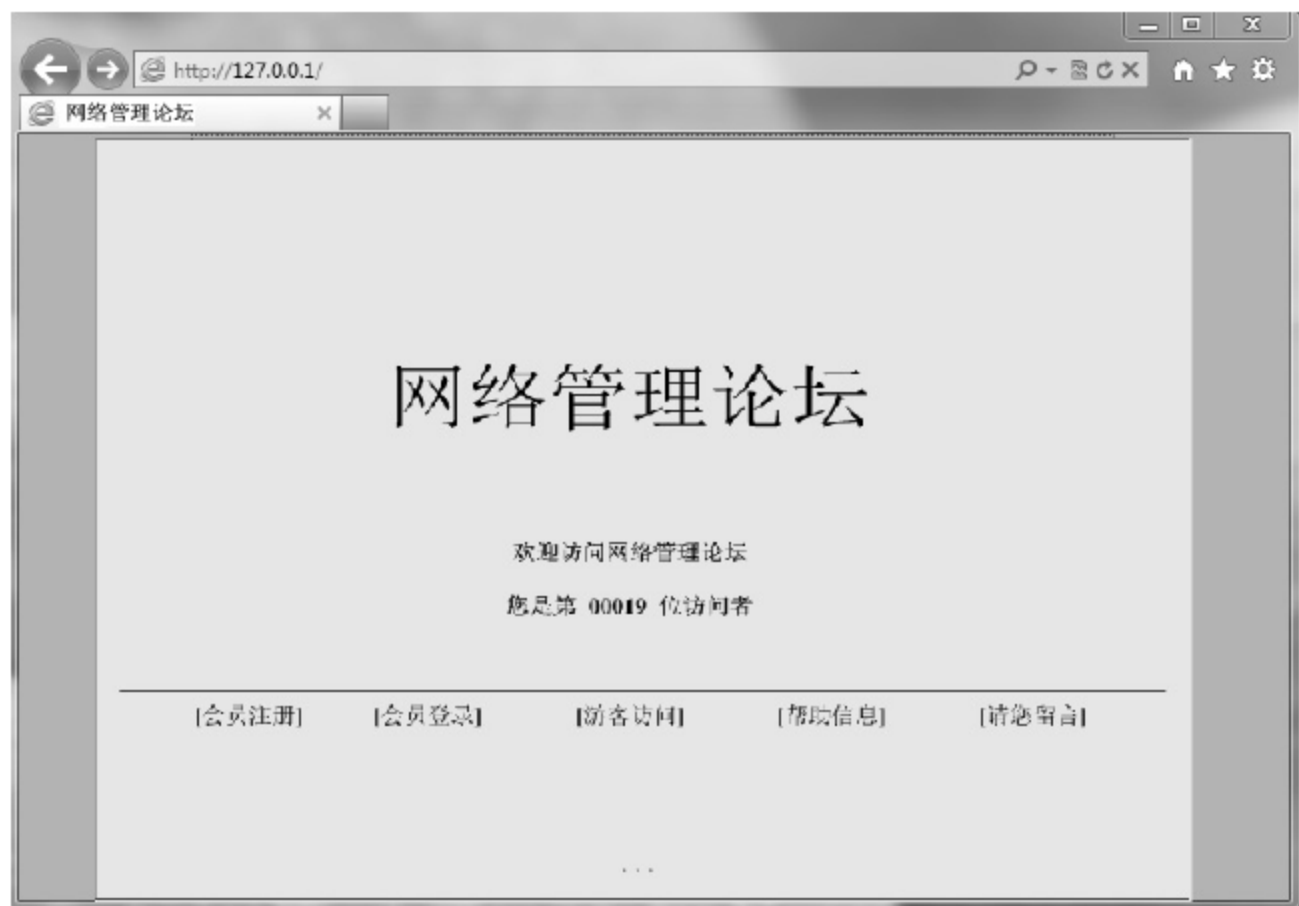 http://127.0.0.1/
网络管理论坛
网络管理论坛
欢迎访问网络管理论坛
您是第 00019 位访问者
[会员注册] [会员登录] [游客访问] [帮助信息] [请您留言]
...